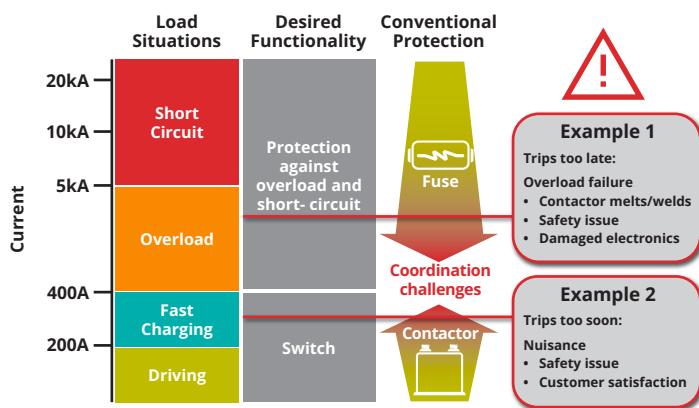 Load
Situations
Desired
Functionality
Conventional
Protection
Current
20kA
10kA
5kA
400A
200A
Short
Circuit
Overload
Fast
Charging
Driving
Protection
against
overload and
short- circuit
Switch
Fuse
Coordination
challenges
Contactor
!
Example 1
Trips too late:
Overload failure
• Contactor melts/welds
• Safety issue
• Damaged electronics
Example 2
Trips too soon:
Nuisance
• Safety issue
• Customer satisfaction